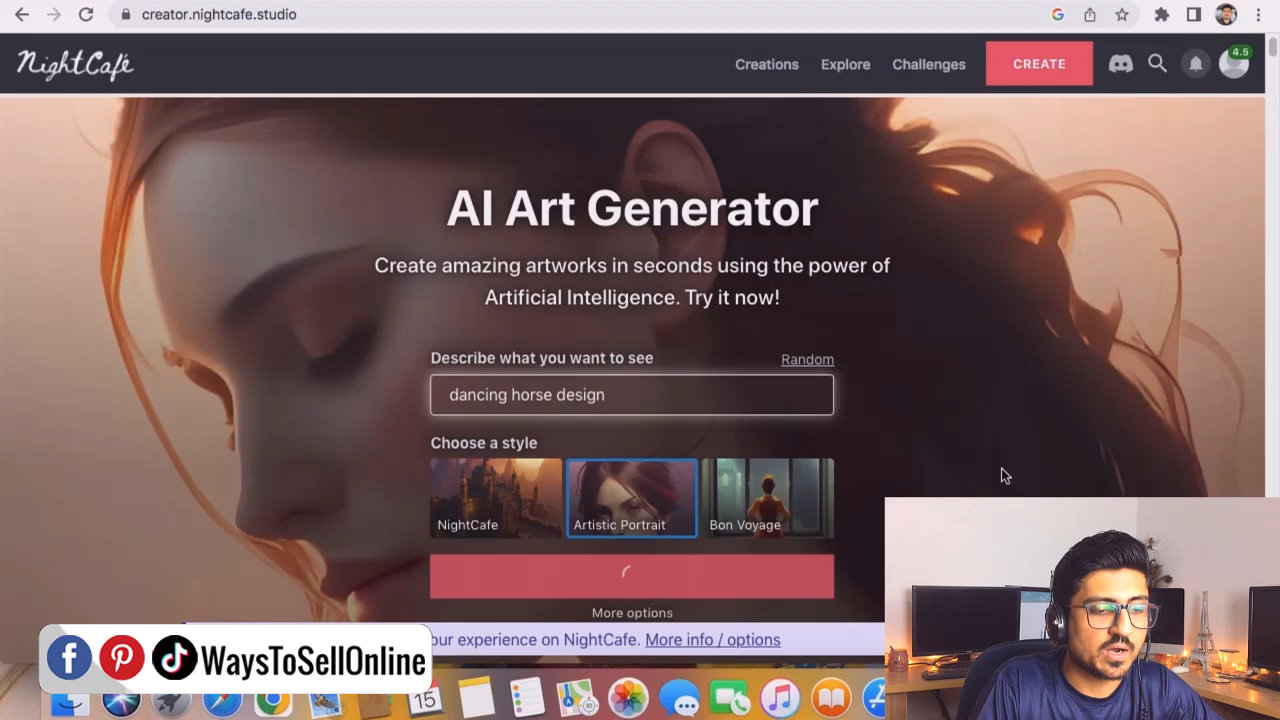 creator.nightcafe.studio
NightCafé
Creations
Explore
Challenges
CREATE
4.5
AI Art Generator
Create amazing artworks in seconds using the power of
Artificial Intelligence. Try it now!
Describe what you want to see
Random
dancing horse design
Choose a style
NightCafe
Artistic Portrait
Bon Voyage
More options
our experience on NightCafe. More info / options
WaysToSellOnline
15